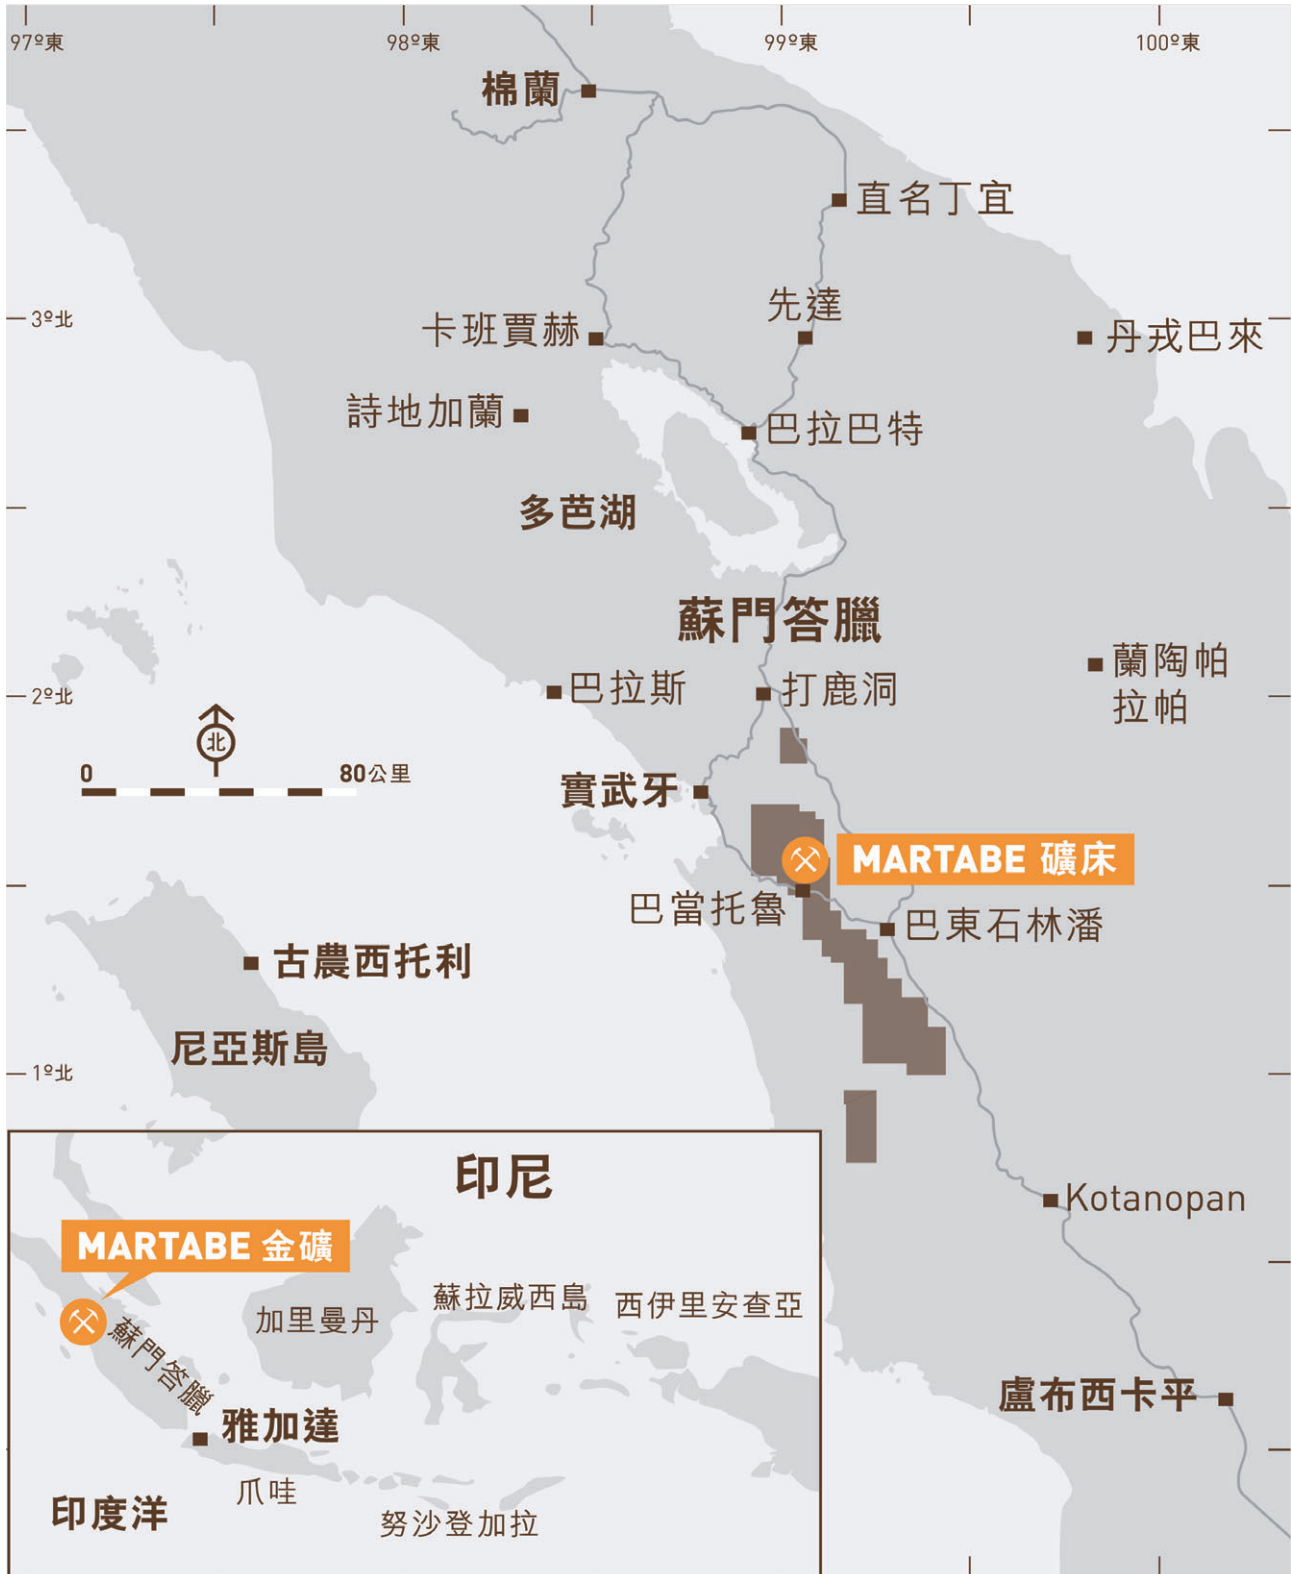 97º東
98º東
99º東
100º東
棉蘭
直名丁宜
先達
3º北
卡班賈赫
丹戎巴來
詩地加蘭
巴拉巴特
多芭湖
蘇門答臘
蘭陶帕
拉帕
2º北
巴拉斯
打鹿洞
北
0
80公里
實武牙
MARTABE 礦床
巴當托魯
巴東石林潘
古農西托利
尼亞斯島
1º北
印尼
Kotanopan
MARTABE 金礦
蘇拉威西島
西伊里安查亞
加里曼丹
蘇門答臘
盧布西卡平
雅加達
爪哇
印度洋
努沙登加拉